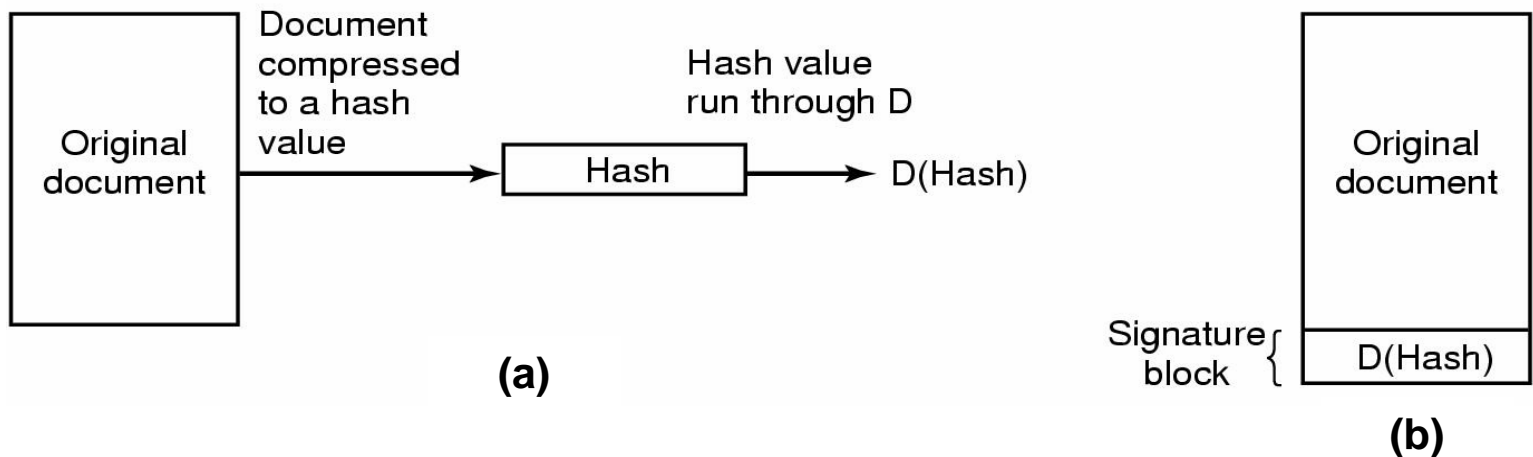 Original
document
Document
compressed
to a hash
value
Hash
Hash value
run through D
D(Hash)
(a)
Original
document
Signature
block
D(Hash)
(b)